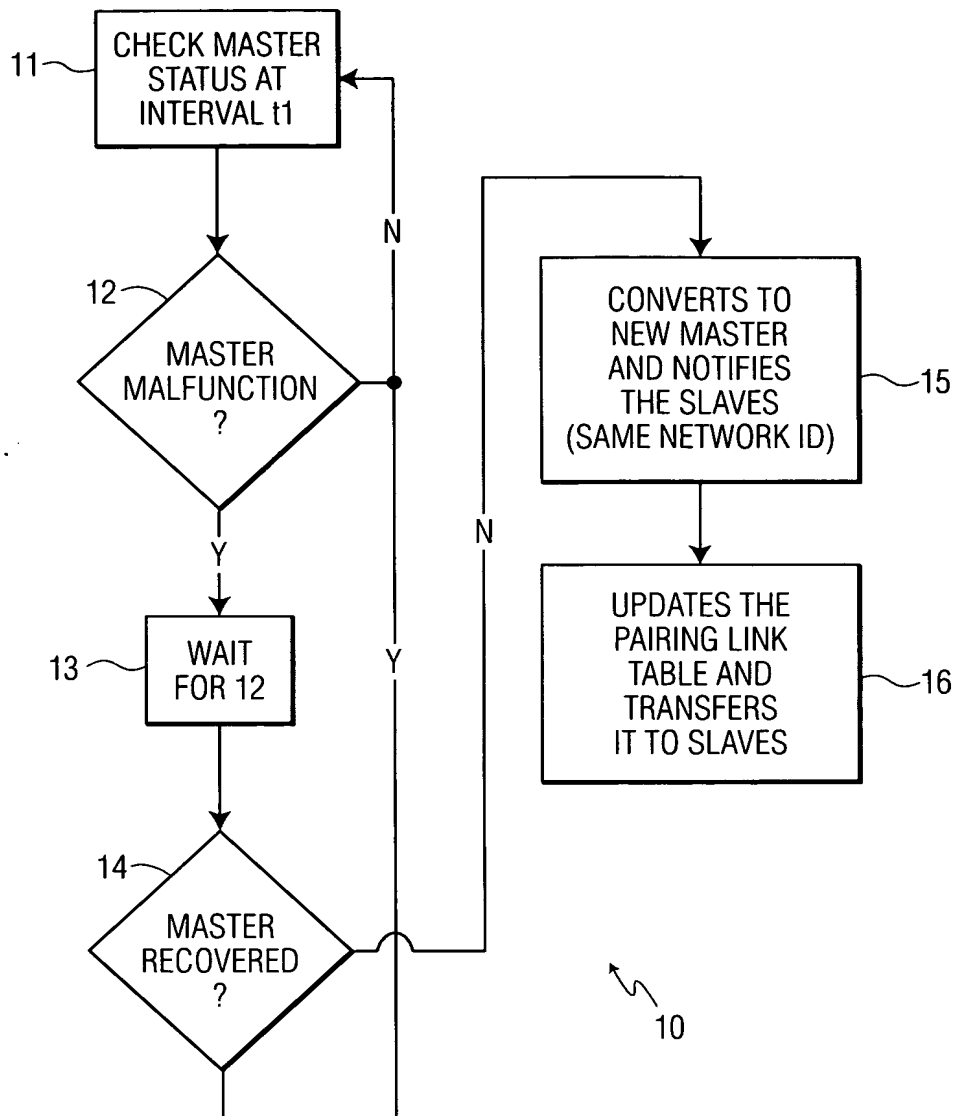 11
CHECK MASTER
STATUS AT
INTERVAL t1
N
12
MASTER
MALFUNCTION
?
Y
13
WAIT
FOR 12
Y
14
MASTER
RECOVERED
?
N
CONVERTS TO
NEW MASTER
AND NOTIFIES
THE SLAVES
(SAME NETWORK ID)
15
UPDATES THE
PAIRING LINK
TABLE AND
TRANSFERS
IT TO SLAVES
16
10